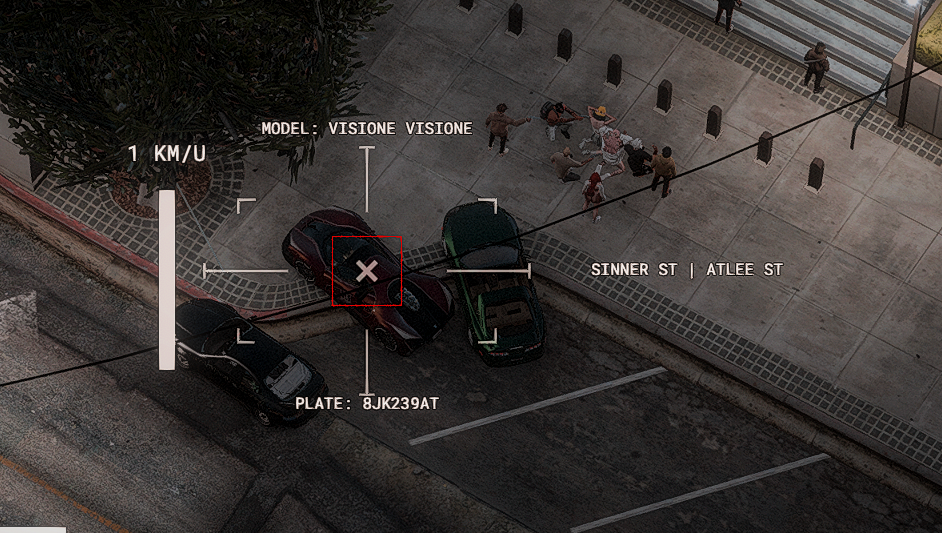 MODEL: VISIONE VISIONE
1 KM/U
SINNER ST | ATLEE ST
PLATE: 8JK239AT